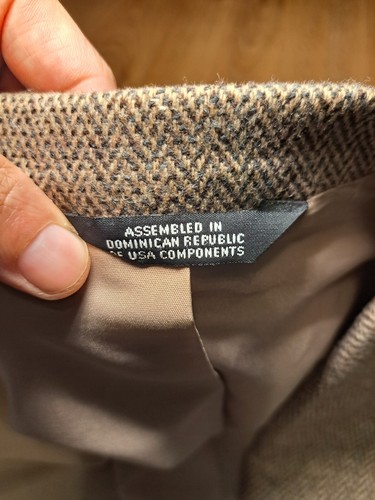 ASSEMBLED IN
DOMINICAN REPUBLIC
OF USA COMPONENTS